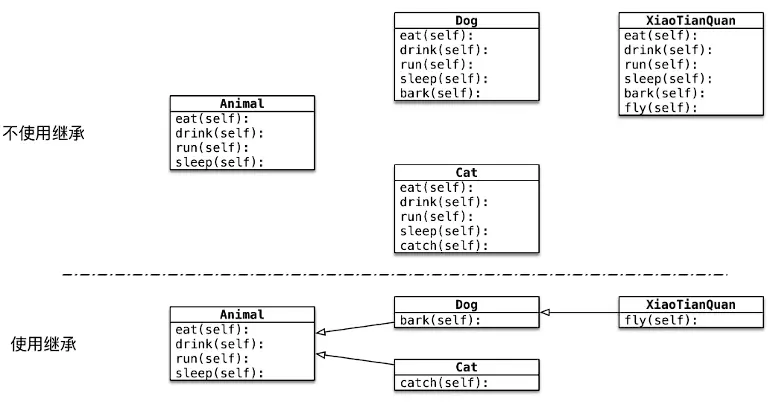 不使用继承
Animal
eat(self):
drink(self):
run(self):
sleep(self):
Dog
eat(self):
drink(self):
run(self):
sleep(self):
bark(self):
XiaoTianQuan
eat(self):
drink(self):
run(self):
sleep(self):
bark(self):
fly(self):
Cat
eat(self):
drink(self):
run(self):
sleep(self):
catch(self):
使用继承
Animal
eat(self):
drink(self):
run(self):
sleep(self):
Dog
bark(self):
XiaoTianQuan
fly(self):
Cat
catch(self):